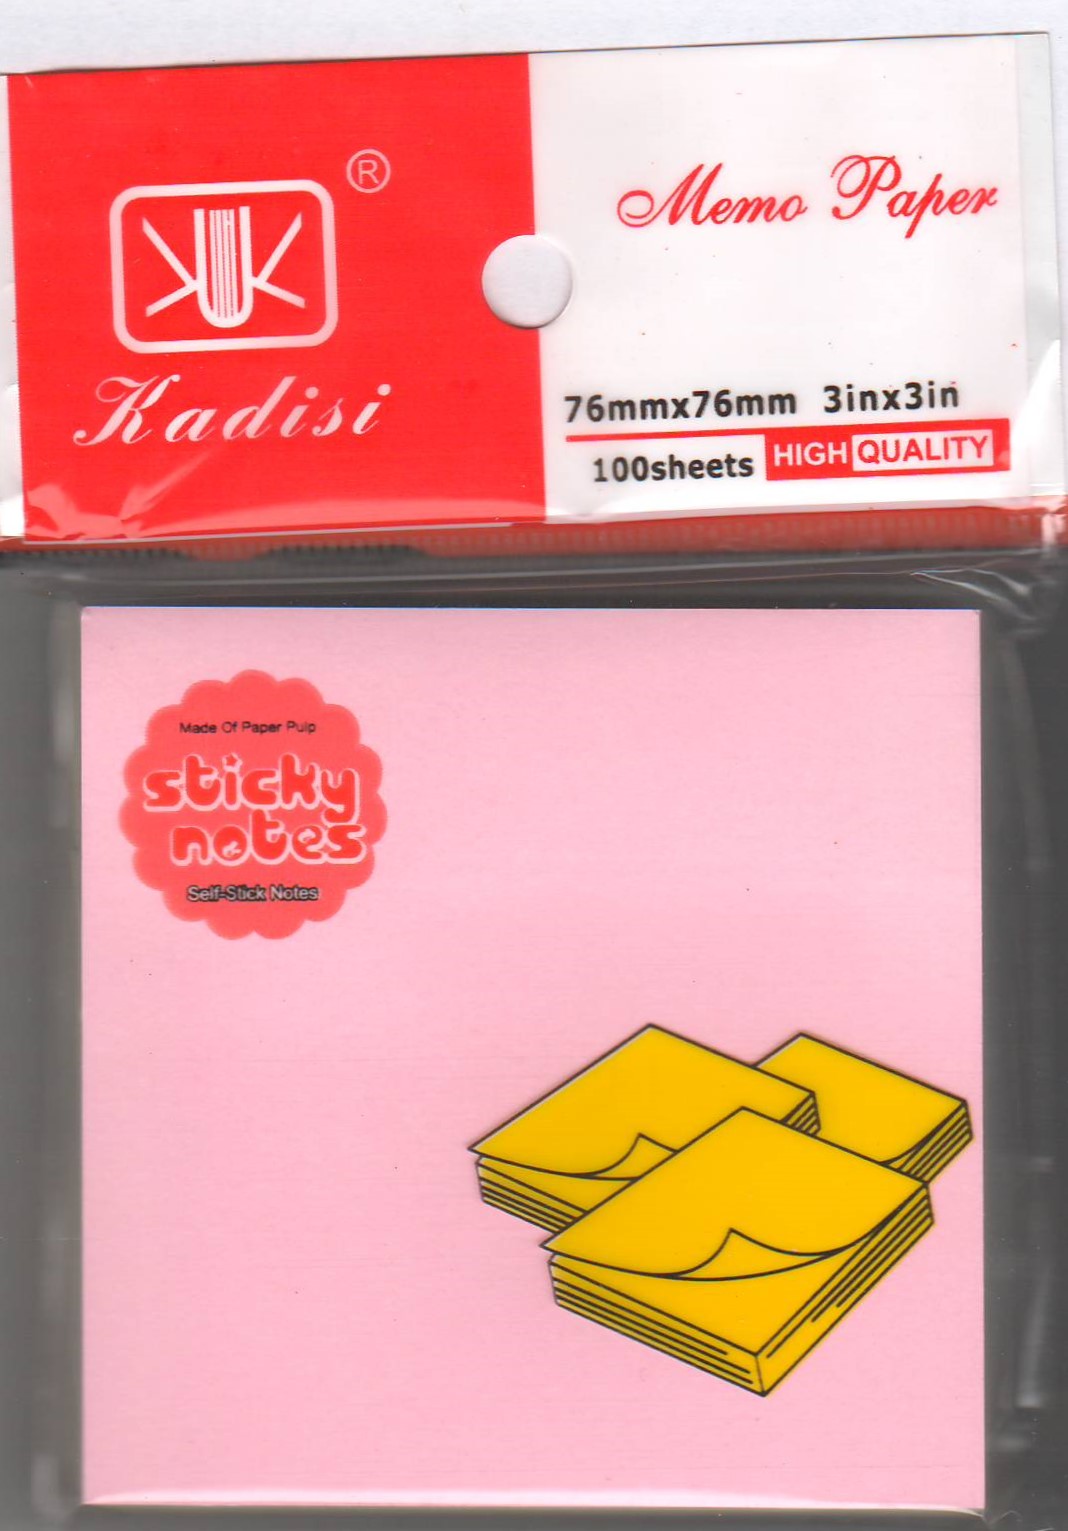 ®
Kadisi
Memo Paper
76mmx76mm 3inx3in
100sheets HIGH QUALITY
Made Of Paper Pulp
sticky
notes
Self-Stick Notes